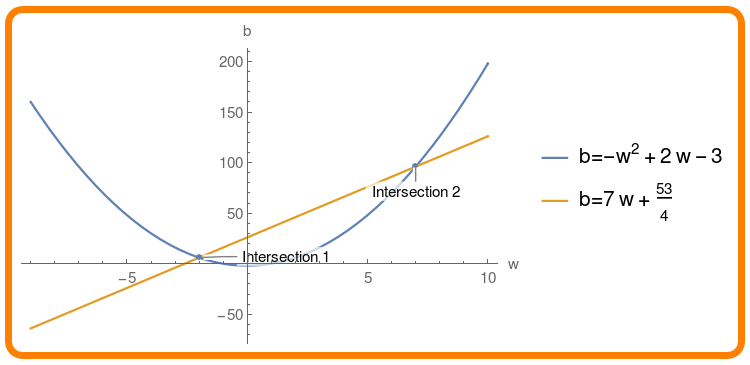 b
200
150
100
50
-50
-5
5
10
w
Intersection 1
Intersection 2
b=-w² + 2 w - 3
b=7 w + 53/4